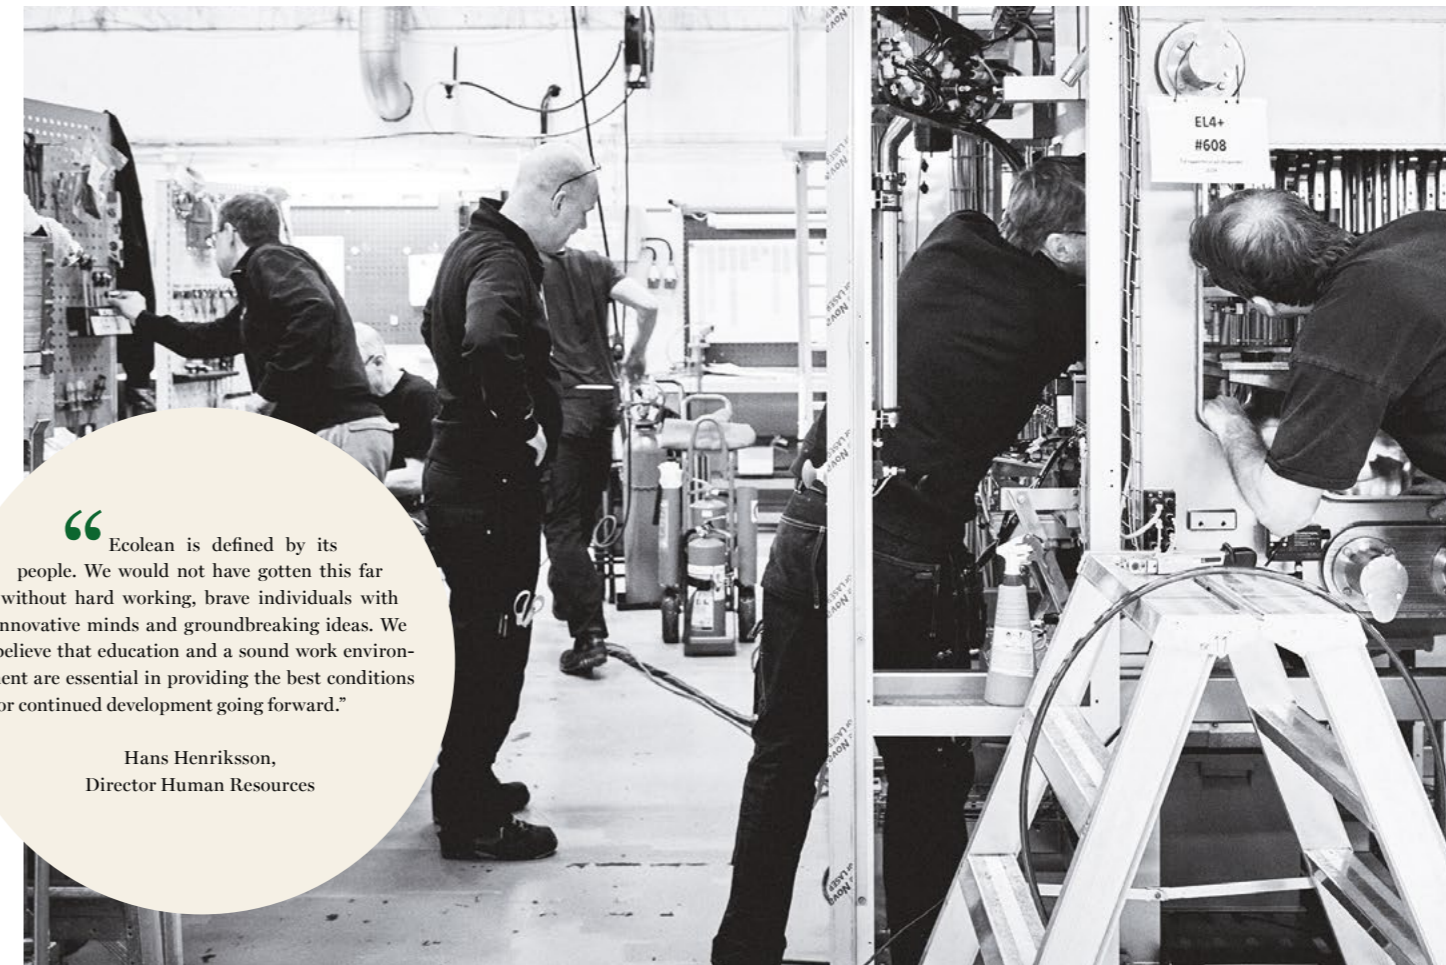 EL4+
#608
“ Ecolean is defined by its
people. We would not have gotten this far
without hard working, brave individuals with
nnovative minds and groundbreaking ideas. We
believe that education and a sound work environ-
ent are essential in providing the best conditions
or continued development going forward.”
Hans Henriksson,
Director Human Resources